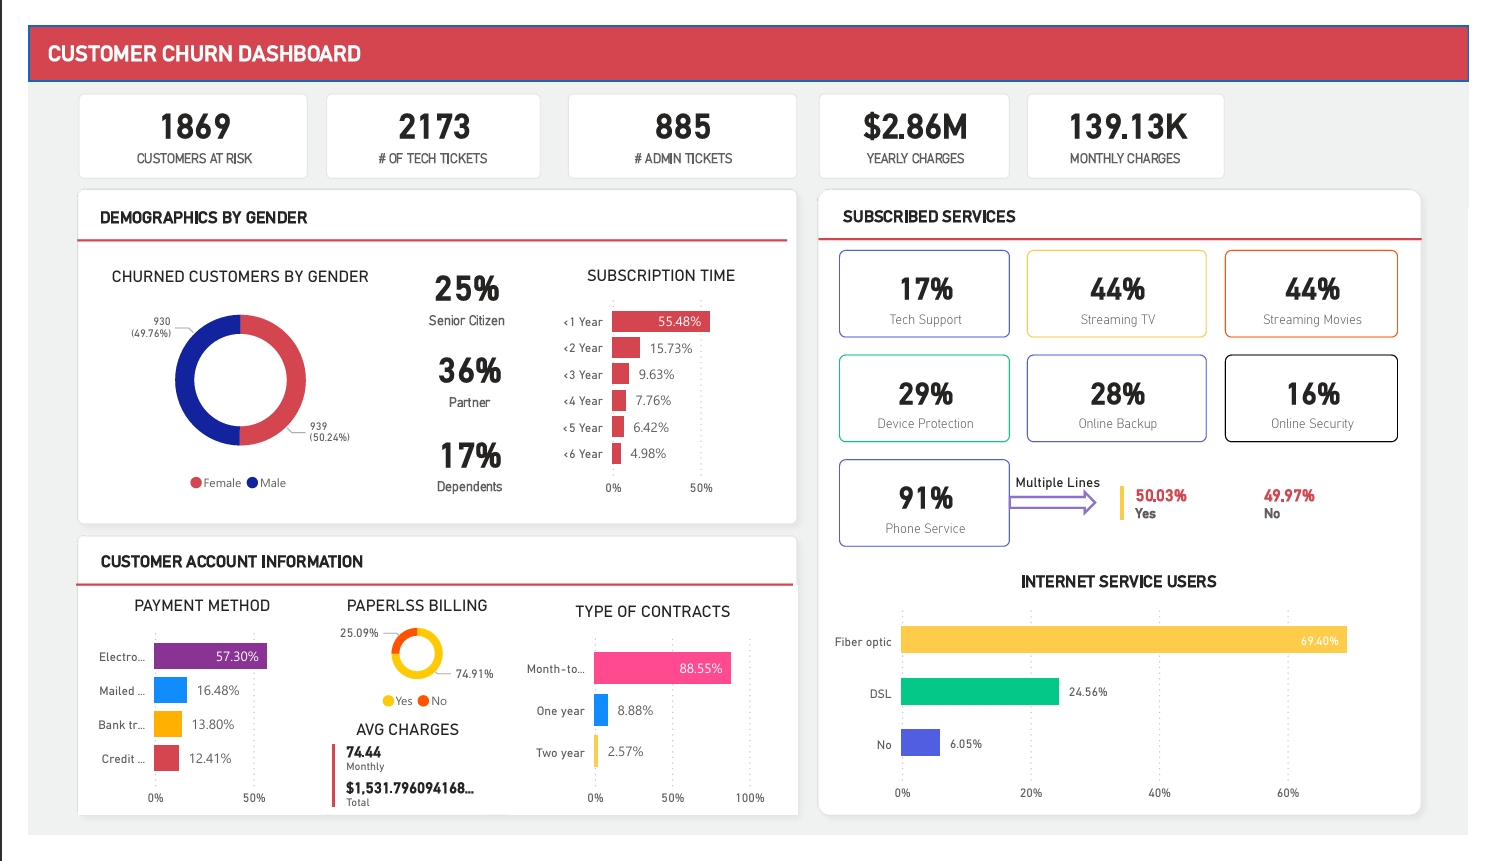 CUSTOMER CHURN DASHBOARD
1869
CUSTOMERS AT RISK
2173
# OF TECH TICKETS
885
# ADMIN TICKETS
$2.86M
YEARLY CHARGES
139.13K
MONTHLY CHARGES
DEMOGRAPHICS BY GENDER
CHURNED CUSTOMERS BY GENDER
930
(49.76%)
939
(50.24%)
Female Male
25%
Senior Citizen
36%
Partner
17%
Dependents
SUBSCRIPTION TIME
<1 Year 55.48%
<2 Year 15.73%
<3 Year 9.63%
<4 Year 7.76%
<5 Year 6.42%
<6 Year 4.98%
0% 50%
CUSTOMER ACCOUNT INFORMATION
PAYMENT METHOD
Electro... 57.30%
Mailed ... 16.48%
Bank tr... 13.80%
Credit ... 12.41%
0% 50%
PAPERLSS BILLING
25.09%
74.91%
Yes No
AVG CHARGES
74.44
Monthly
$1,531.796094168...
Total
TYPE OF CONTRACTS
Month-to... 88.55%
One year 8.88%
Two year 2.57%
0% 50% 100%
SUBSCRIBED SERVICES
17%
Tech Support
44%
Streaming TV
44%
Streaming Movies
29%
Device Protection
28%
Online Backup
16%
Online Security
91%
Phone Service
Multiple Lines
50.03%
Yes
49.97%
No
INTERNET SERVICE USERS
Fiber optic 69.40%
DSL 24.56%
No 6.05%
0% 20% 40% 60%